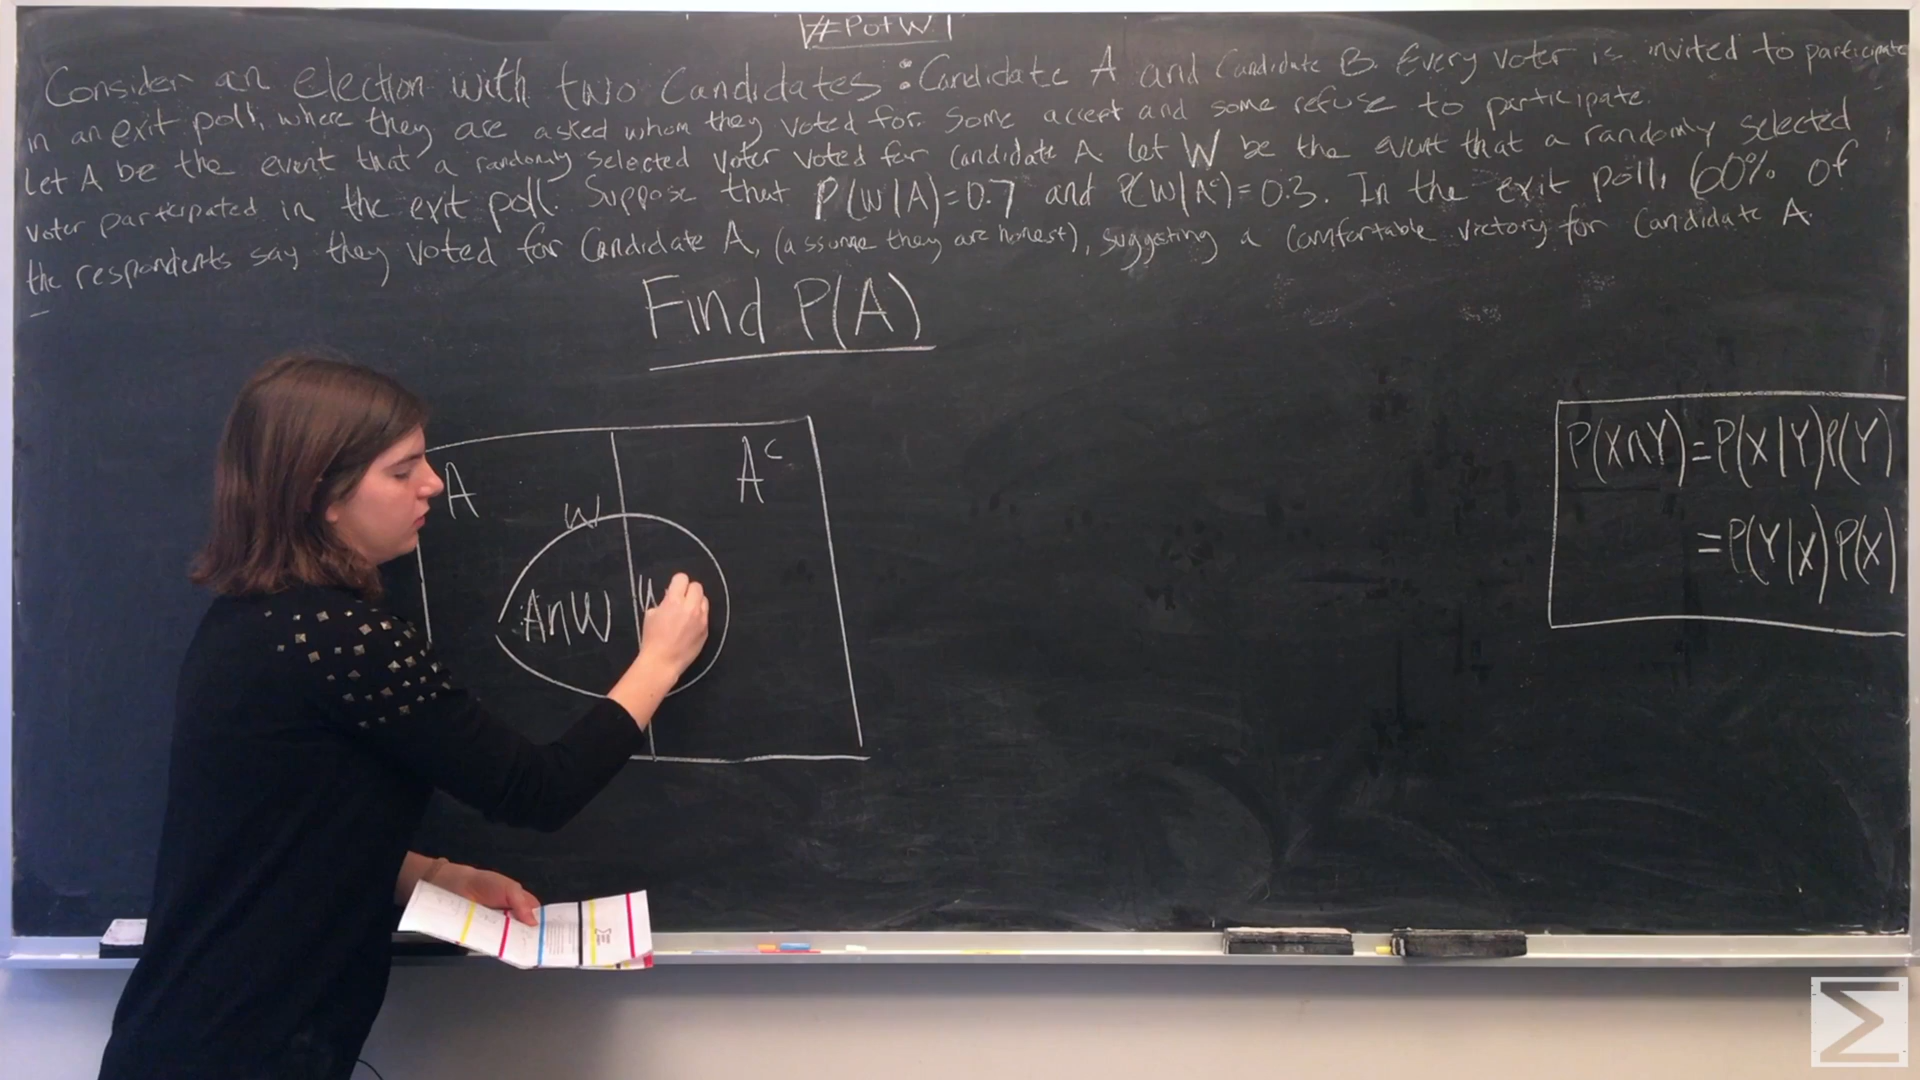 #PotW 1
Consider an election with two Candidates: Candidate A and Candidate B. Every voter is invited to participate
in an exit poll, where they are asked whom they voted for. Some accept and some refuse to participate.
Let A be the event that a randomly selected voter voted for Candidate A. Let W be the event that a randomly selected
voter participated in the exit poll. Suppose that P(W|A)=0.7 and P(W|Aᶜ)=0.3. In the exit poll, 60% of
the respondents say they voted for Candidate A, (assume they are honest), suggesting a comfortable victory for Candidate A.
Find P(A)
A
Aᶜ
W
A∩W
W
P(X∩Y)=P(X|Y)P(Y)
=P(Y|X)P(X)
Σ